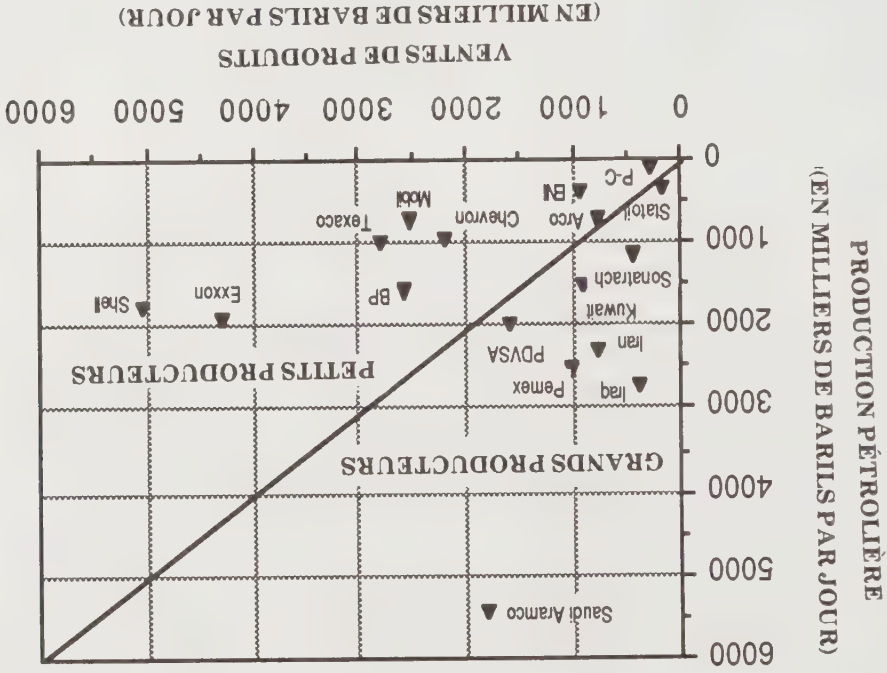 PRODUCTION PÉTROLIÈRE
(EN MILLIERS DE BARILS PAR JOUR)
6000
5000
4000
3000
2000
1000
0
Saudi Aramco
GRANDS PRODUCTEURS
Iraq
Pemex
Iran
PDVSA
PETITS PRODUCTEURS
Kuwait
Sonatrach
BP
Exxon
Shell
Statoil
Arco
Chevron
Texaco
P-C
ENI
Mobil
0 1000 2000 3000 4000 5000 6000
VENTES DE PRODUITS
(EN MILLIERS DE BARILS PAR JOUR)